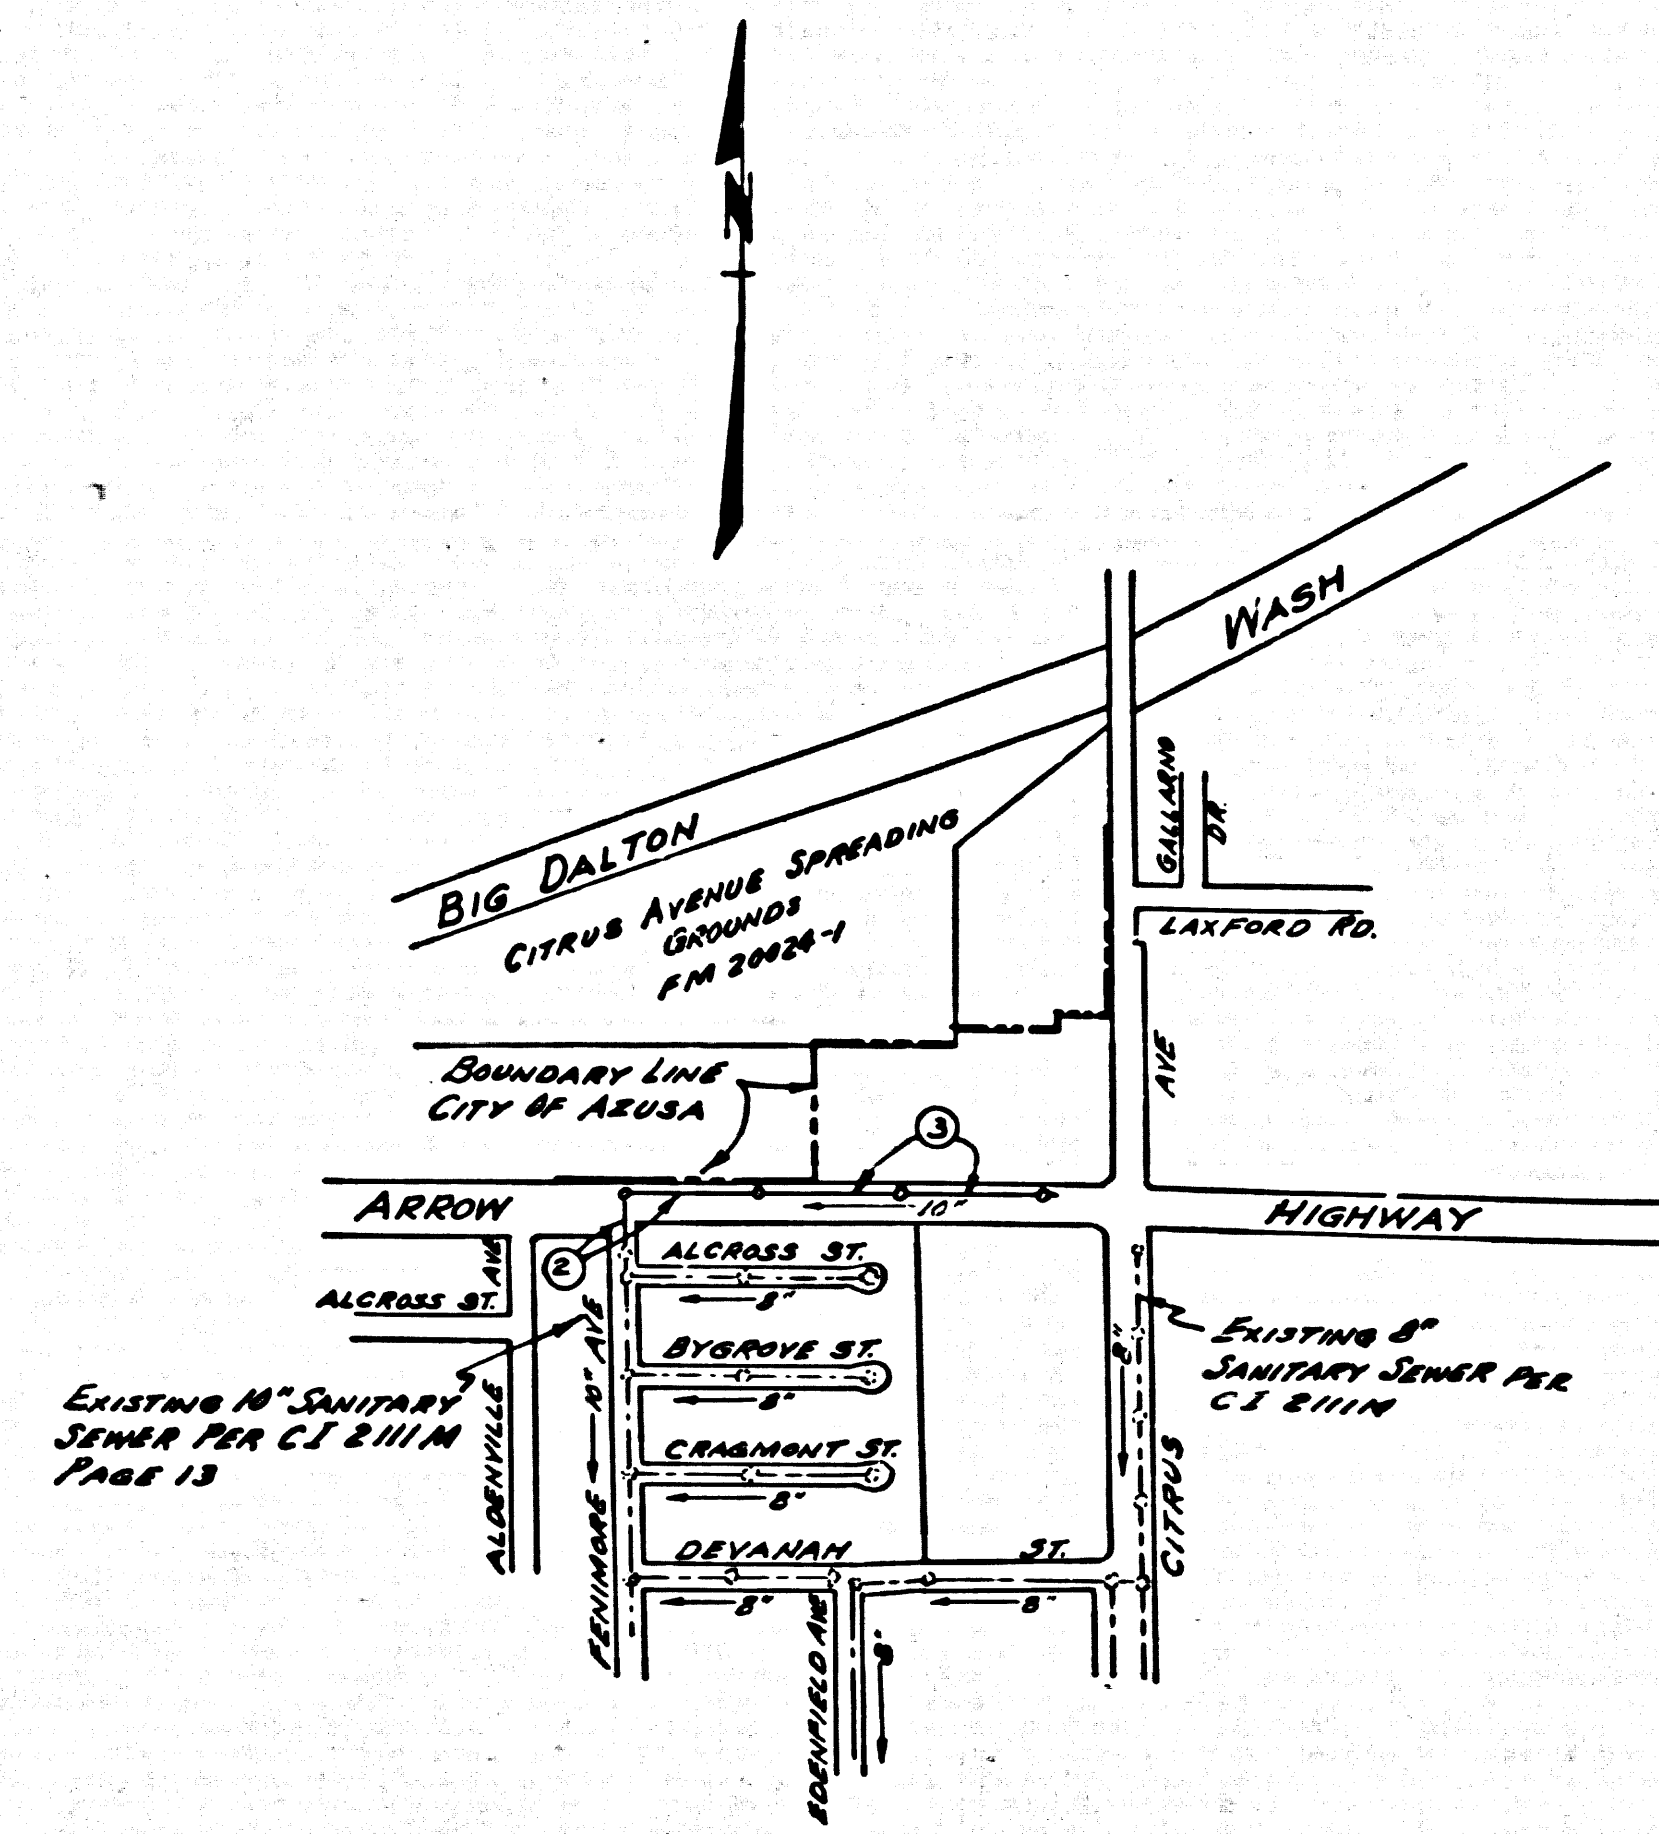 N
WASH
BIG DALTON
GALLARNO
DR.
CITRUS AVENUE SPREADING
GROUNDS
FM 20024-1
LAXFORD RD.
BOUNDARY LINE
CITY OF AZUSA
AVE
3
ARROW
10"
HIGHWAY
2
ALCROSS ST.
8"
AVE
ALCROSS ST.
BYGROVE ST.
8"
AVE
10"
8"
EXISTING 8"
SANITARY SEWER PER
CI 2111M
EXISTING 10" SANITARY
SEWER PER CI 2111M
PAGE 13
CRAGMONT ST.
8"
ALDENVILLE
FENIMORE
CITRUS
DEVANAH ST.
8"
8"
EDENFIELD AVE
8"